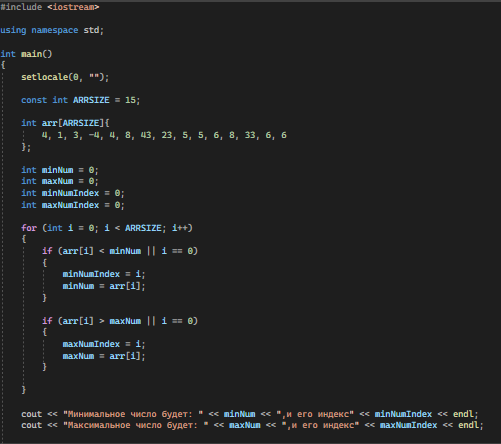 #include <iostream>
using namespace std;
int main()
{
setlocale(0, "");
const int ARRSIZE = 15;
int arr[ARRSIZE]{
4, 1, 3, -4, 4, 8, 43, 23, 5, 5, 6, 8, 33, 6, 6
};
int minNum = 0;
int maxNum = 0;
int minNumIndex = 0;
int maxNumIndex = 0;
for (int i = 0; i < ARRSIZE; i++)
{
if (arr[i] < minNum || i == 0)
{
minNumIndex = i;
minNum = arr[i];
}
if (arr[i] > maxNum || i == 0)
{
maxNumIndex = i;
maxNum = arr[i];
}
}
cout << "Минимальное число будет: " << minNum << ",и его индекс" << minNumIndex << endl;
cout << "Максимальное число будет: " << maxNum << ",и его индекс" << maxNumIndex << endl;